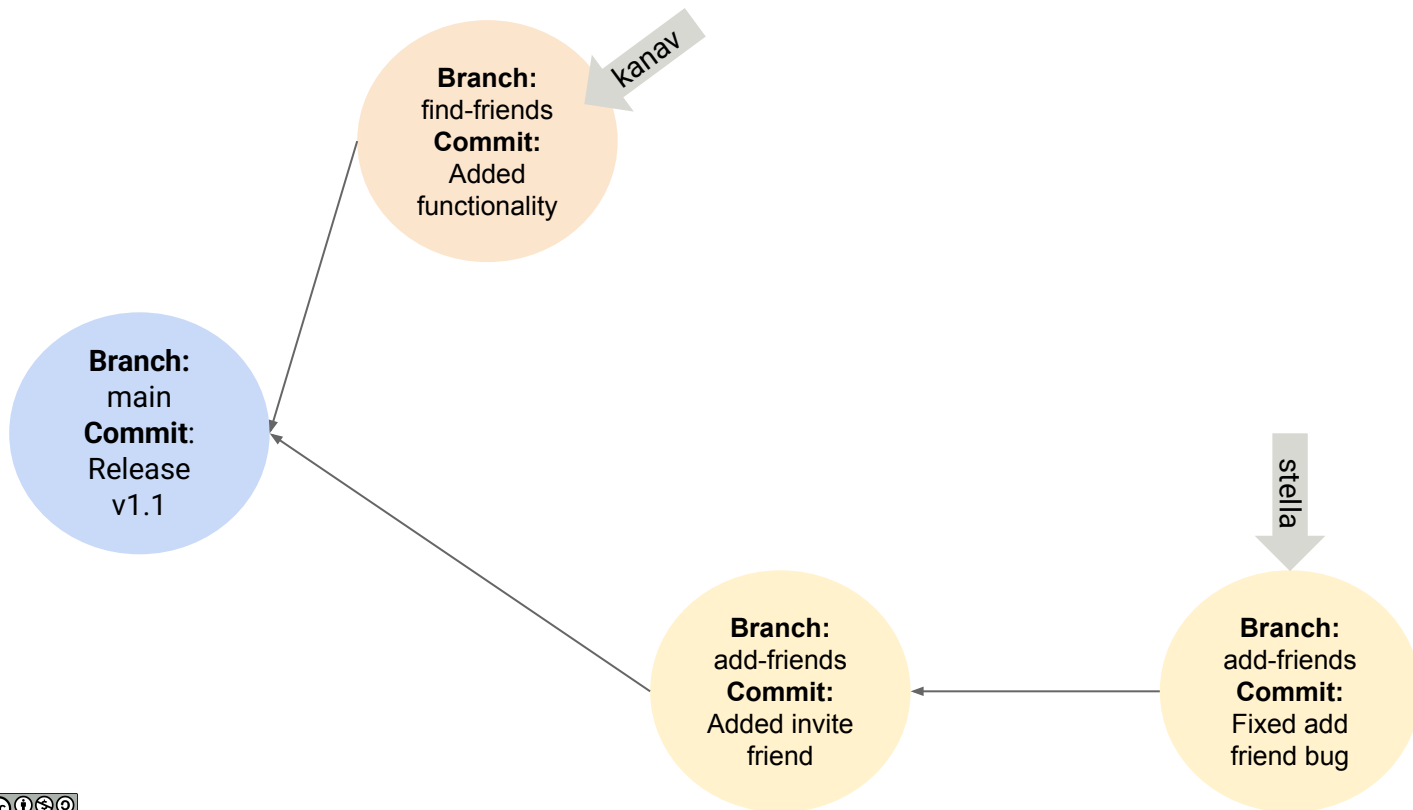 kanav
Branch:
find-friends
Commit:
Added
functionality
Branch:
main
Commit:
Release
v1.1
stella
Branch:
add-friends
Commit:
Added invite
friend
Branch:
add-friends
Commit:
Fixed add
friend bug